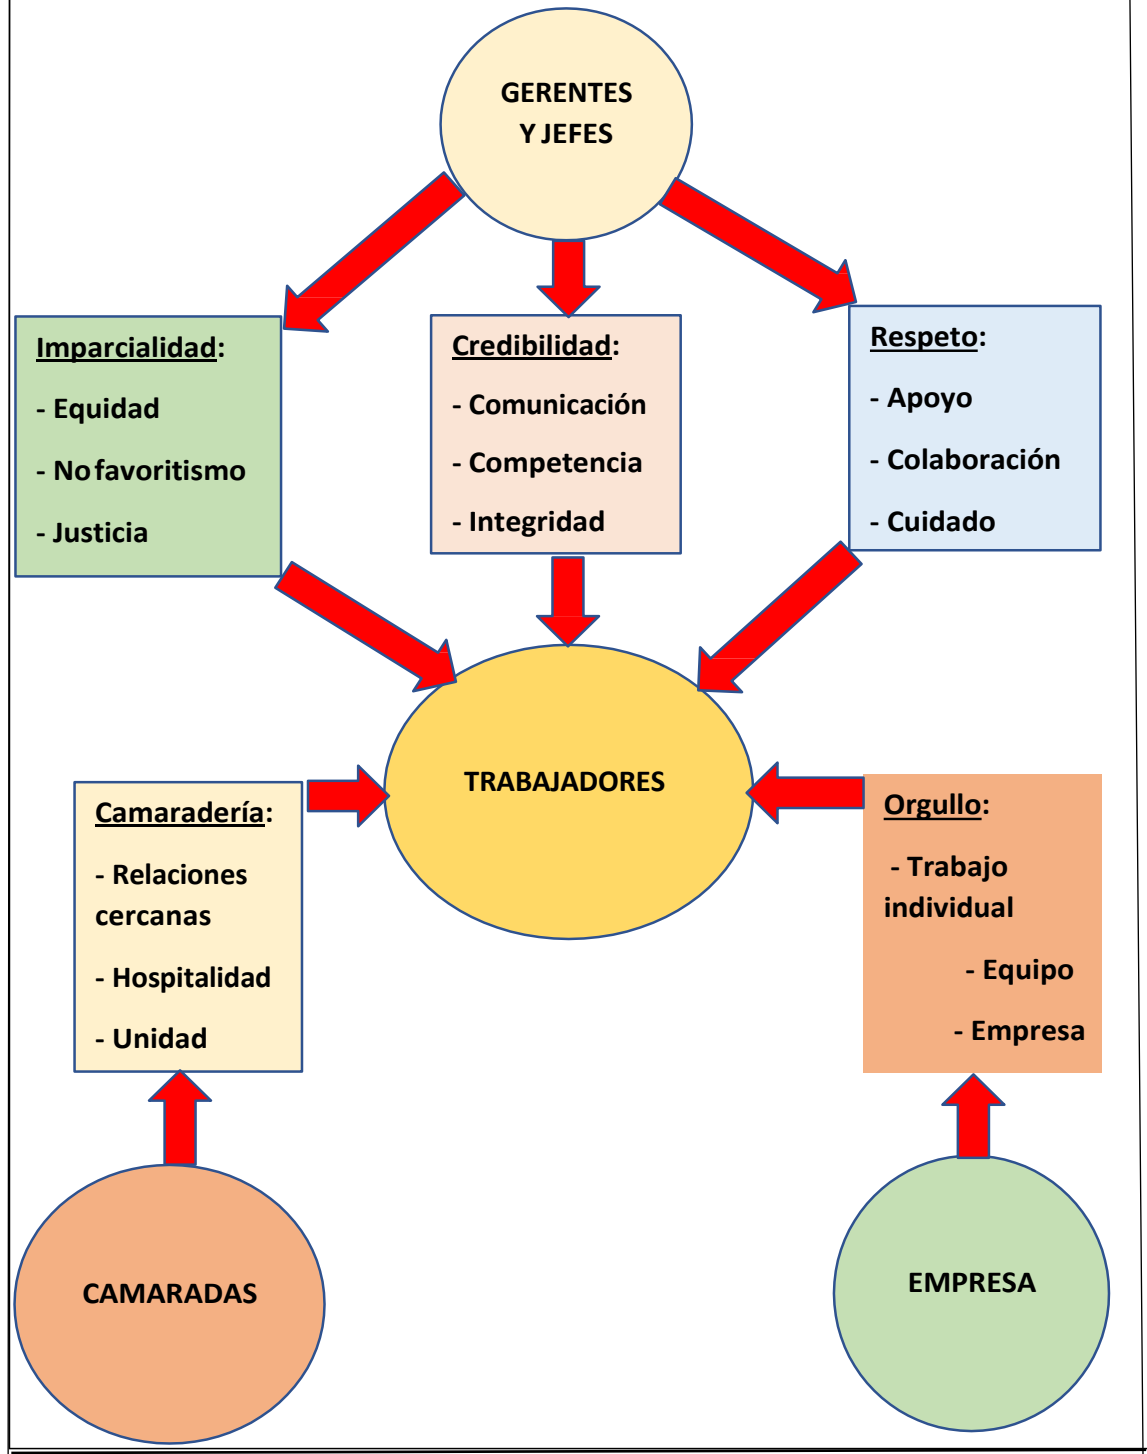 GERENTES
Y JEFES
Imparcialidad:
- Equidad
- No favoritismo
- Justicia
Credibilidad:
- Comunicación
- Competencia
- Integridad
Respeto:
- Apoyo
- Colaboración
- Cuidado
TRABAJADORES
Camaradería:
- Relaciones
cercanas
- Hospitalidad
- Unidad
Orgullo:
- Trabajo
individual
- Equipo
- Empresa
CAMARADAS
EMPRESA